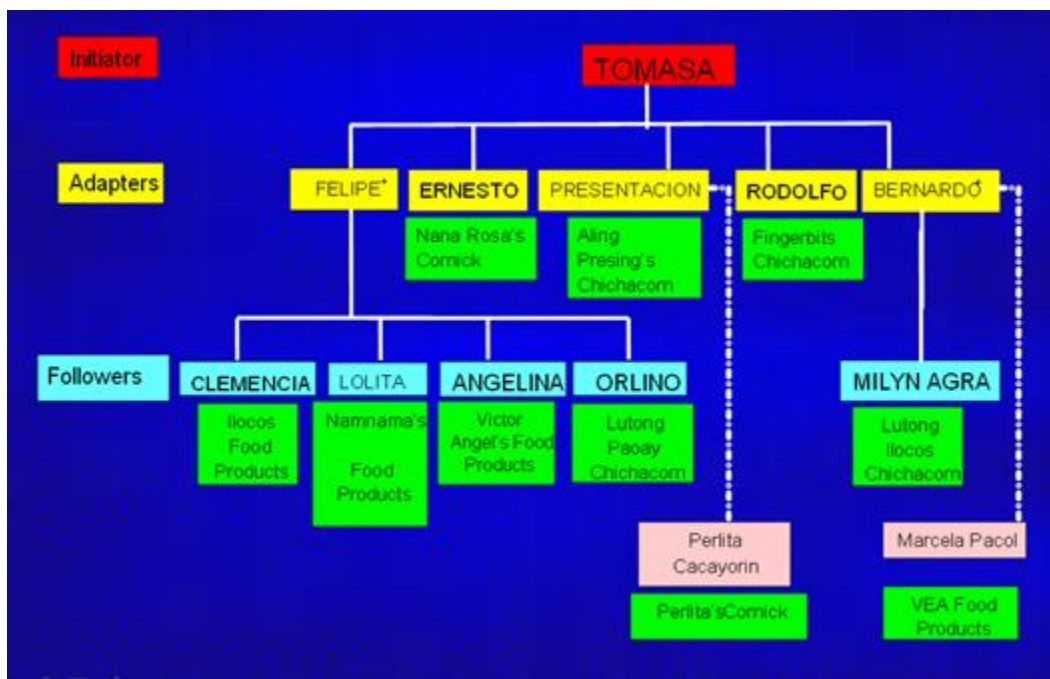 Initiator
TOMASA
Adapters
FELIPE+
ERNESTO
PRESENTACION
RODOLFO
BERNARDO+
Nana Rosa's
Cornick
Aling
Presing's
Chichacorn
Fingerbits
Chichacorn
Followers
CLEMENCIA
LOLITA
ANGELINA
ORLINO
MILYN AGRA
Ilocos
Food
Products
Namnama's
Food
Products
Victor
Angel's Food
Products
Lutong
Paoay
Chichacorn
Lutong
Ilocos
Chichacorn
Perlita
Cacayorin
Marcela Pacol
Perlita'sCornick
VEA Food
Products